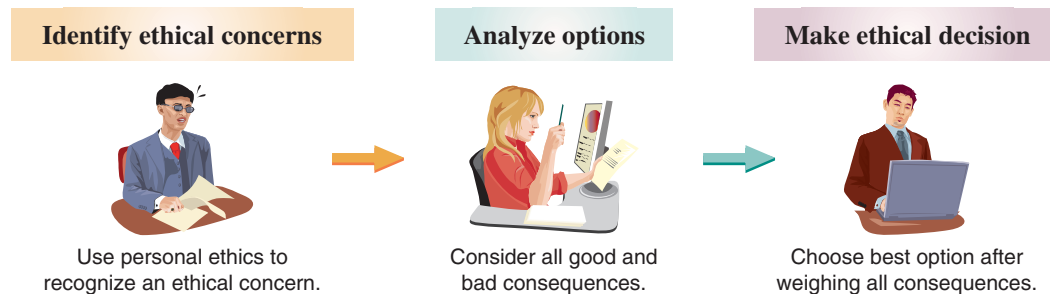 Identify ethical concerns
Use personal ethics to
recognize an ethical concern.
Analyze options
Consider all good and
bad consequences.
Make ethical decision
Choose best option after
weighing all consequences.